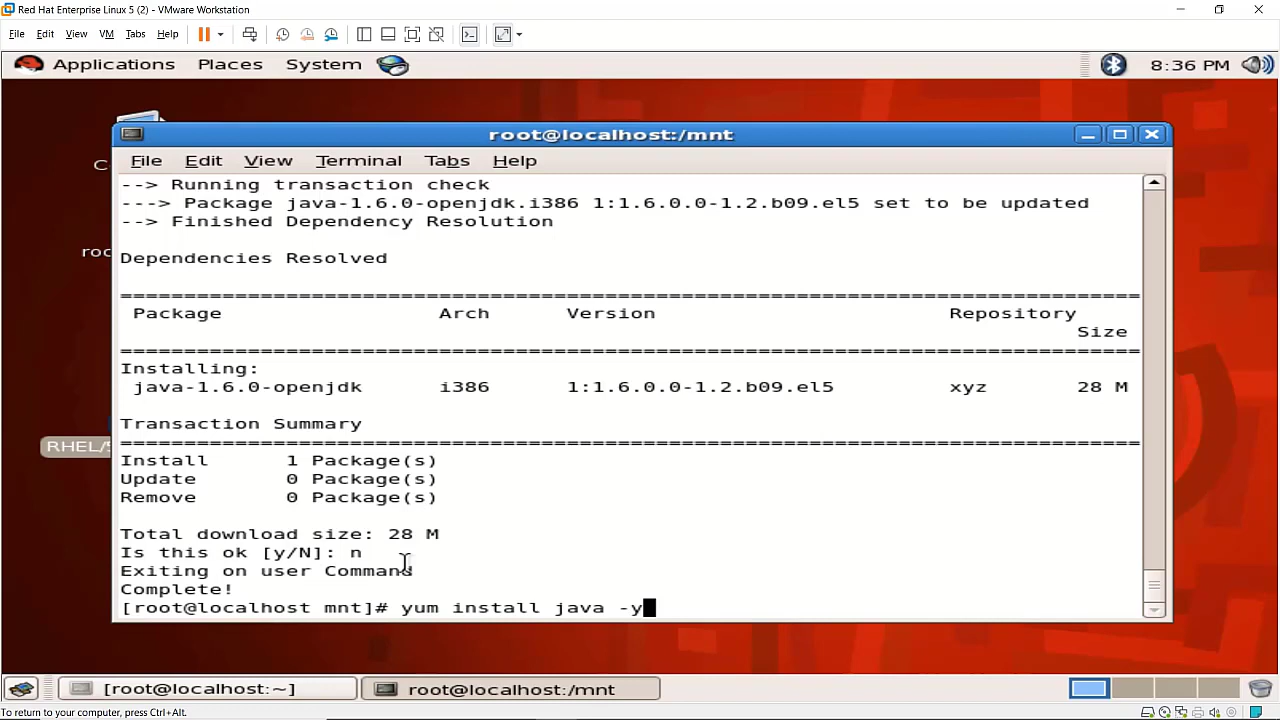 Red Hat Enterprise Linux 5 (2) - VMware Workstation
File Edit View VM Tabs Help
Applications Places System 8:36 PM
root@localhost:/mnt
File Edit View Terminal Tabs Help
--> Running transaction check
---> Package java-1.6.0-openjdk.i386 1:1.6.0.0-1.2.b09.el5 set to be updated
--> Finished Dependency Resolution
Dependencies Resolved
================================================================================
Package Arch Version Repository
Size
================================================================================
Installing:
java-1.6.0-openjdk i386 1:1.6.0.0-1.2.b09.el5 xyz 28 M
Transaction Summary
================================================================================
Install 1 Package(s)
Update 0 Package(s)
Remove 0 Package(s)
Total download size: 28 M
Is this ok [y/N]: n
Exiting on user Command
Complete!
[root@localhost mnt]# yum install java -y
RHEL/5
[root@localhost:~] root@localhost:/mnt
To return to your computer, press Ctrl+Alt.